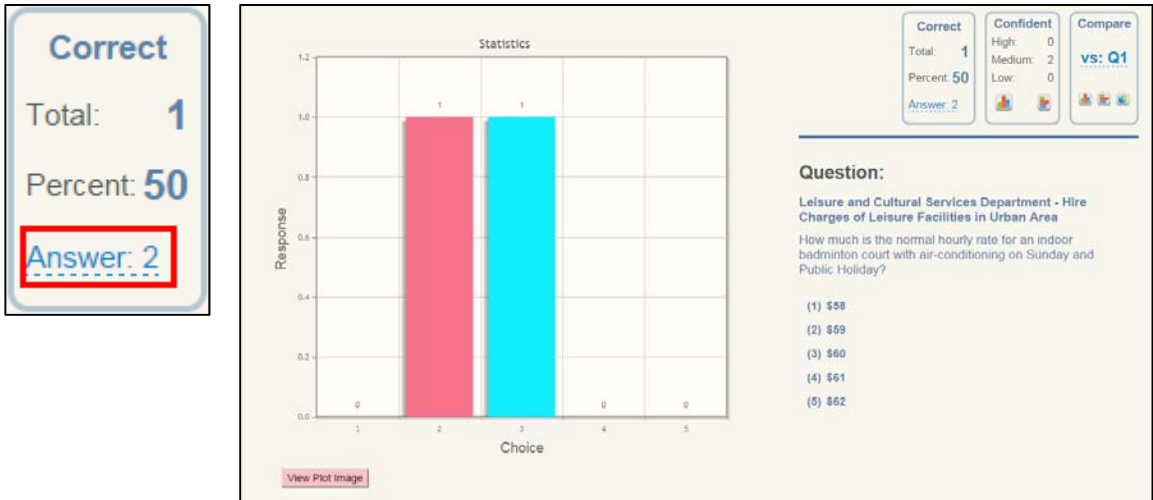 Correct
Total: 1
Percent: 50
Answer: 2
Statistics
1.2
1.0
0.8
0.6
0.4
0.2
0.0
Response
0
1
1
0
0
1
2
3
4
5
Choice
View Plot Image
Correct
Total: 1
Percent: 50
Answer: 2
Confident
High: 0
Medium: 2
Low: 0
Compare
vs: Q1
Question:
Leisure and Cultural Services Department - Hire
Charges of Leisure Facilities in Urban Area
How much is the normal hourly rate for an indoor
badminton court with air-conditioning on Sunday and
Public Holiday?
(1) $58
(2) $59
(3) $60
(4) $61
(5) $62